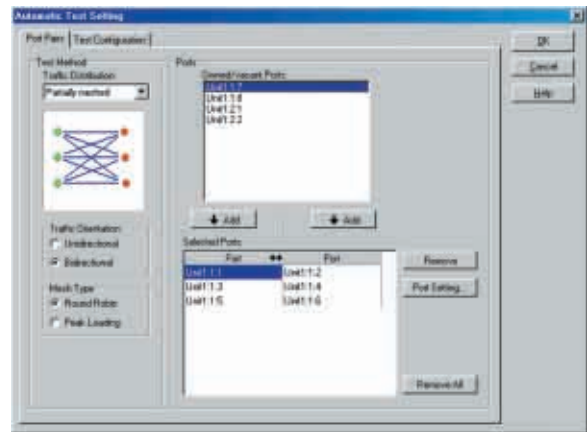 Automatic Test Setting
Port Pairs
Test Configuration
OK
Cancel
Help
Test Method
Traffic Distribution
Partially meshed
Traffic Orientation
Unidirectional
Bidirectional
Mesh Type
Round Robin
Peak Loading
Ports
Owned/vacant Ports:
Unit1:1:7
Unit1:1:8
Unit1:2:1
Unit1:2:2
Add
Add
Selected Ports:
Port ↔ Port
Unit1:1:1 Unit1:1:2
Unit1:1:3 Unit1:1:4
Unit1:1:5 Unit1:1:6
Remove
Port Setting...
Remove All